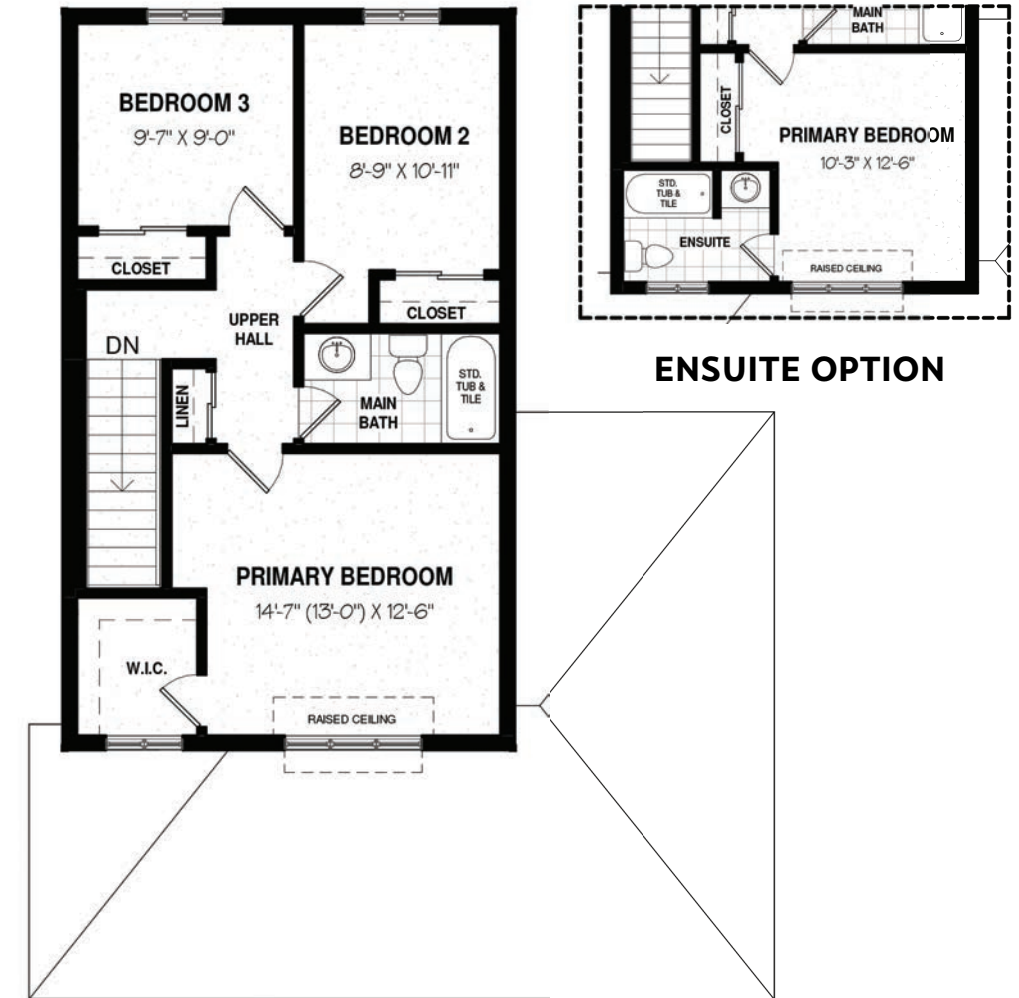 BEDROOM 3
9'-7" X 9'-0"
BEDROOM 2
8'-9" X 10'-11"
CLOSET
CLOSET
UPPER
HALL
DN
LINEN
MAIN
BATH
STD.
TUB &
TILE
PRIMARY BEDROOM
14'-7" (13'-0") X 12'-6"
W.I.C.
RAISED CEILING
MAIN
BATH
CLOSET
PRIMARY BEDROOM
10'-3" X 12'-6"
STD.
TUB &
TILE
ENSUITE
RAISED CEILING
ENSUITE OPTION